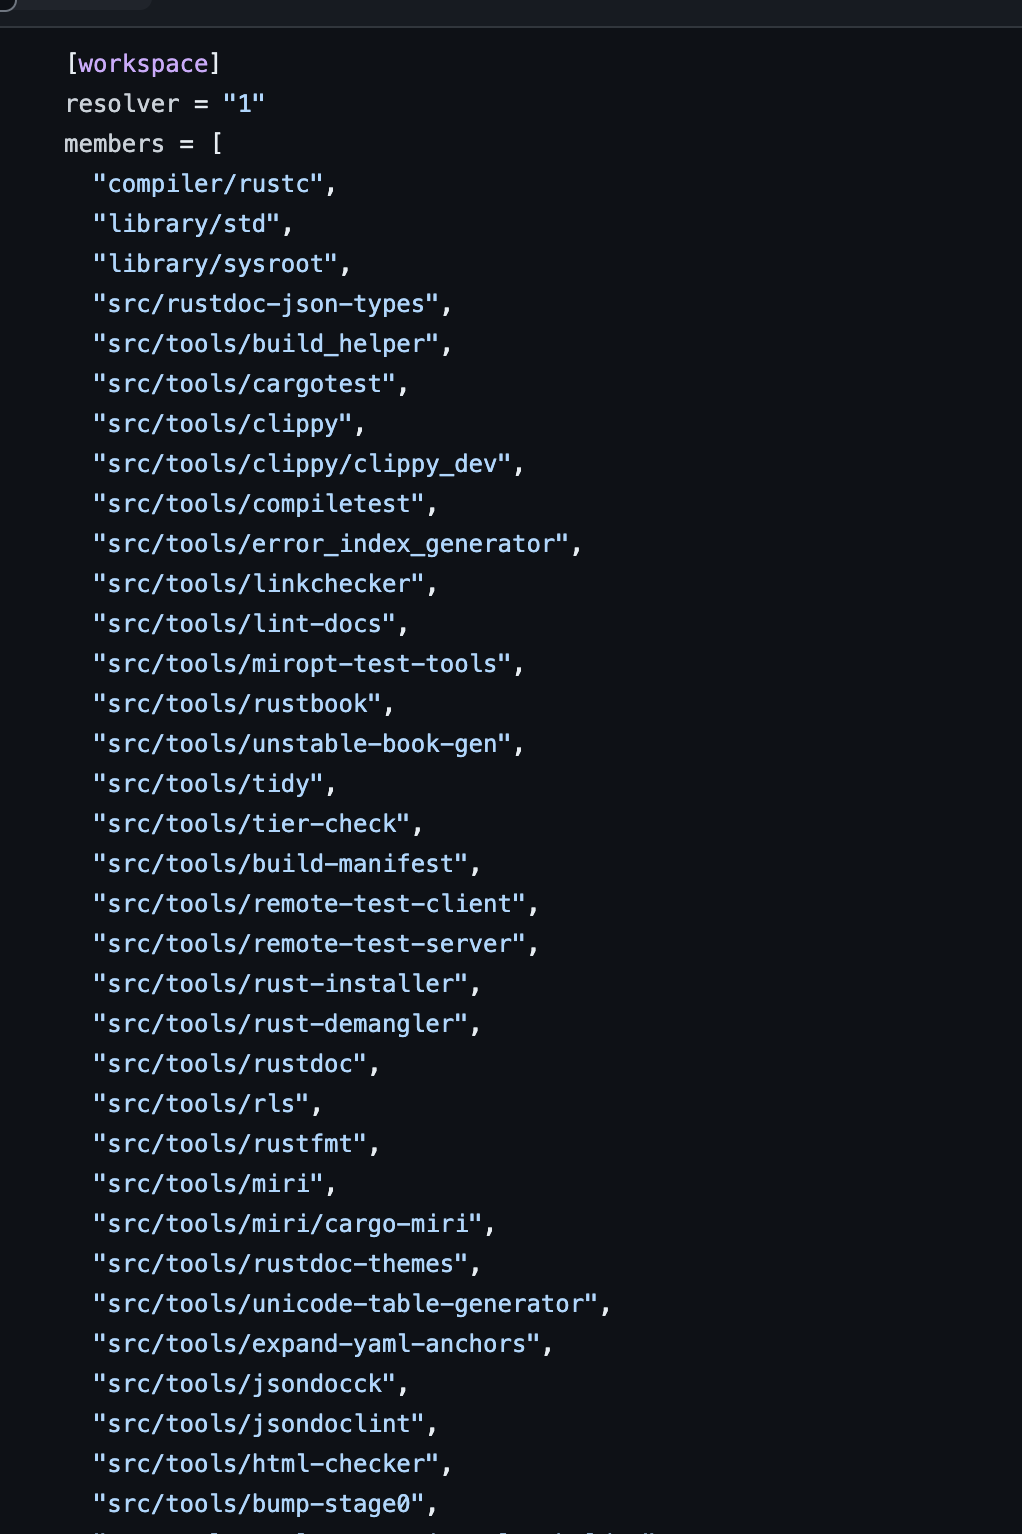 [workspace]
resolver = "1"
members = [
  "compiler/rustc",
  "library/std",
  "library/sysroot",
  "src/rustdoc-json-types",
  "src/tools/build_helper",
  "src/tools/cargotest",
  "src/tools/clippy",
  "src/tools/clippy/clippy_dev",
  "src/tools/compiletest",
  "src/tools/error_index_generator",
  "src/tools/linkchecker",
  "src/tools/lint-docs",
  "src/tools/miropt-test-tools",
  "src/tools/rustbook",
  "src/tools/unstable-book-gen",
  "src/tools/tidy",
  "src/tools/tier-check",
  "src/tools/build-manifest",
  "src/tools/remote-test-client",
  "src/tools/remote-test-server",
  "src/tools/rust-installer",
  "src/tools/rust-demangler",
  "src/tools/rustdoc",
  "src/tools/rls",
  "src/tools/rustfmt",
  "src/tools/miri",
  "src/tools/miri/cargo-miri",
  "src/tools/rustdoc-themes",
  "src/tools/unicode-table-generator",
  "src/tools/expand-yaml-anchors",
  "src/tools/jsondocck",
  "src/tools/jsondoclint",
  "src/tools/html-checker",
  "src/tools/bump-stage0",